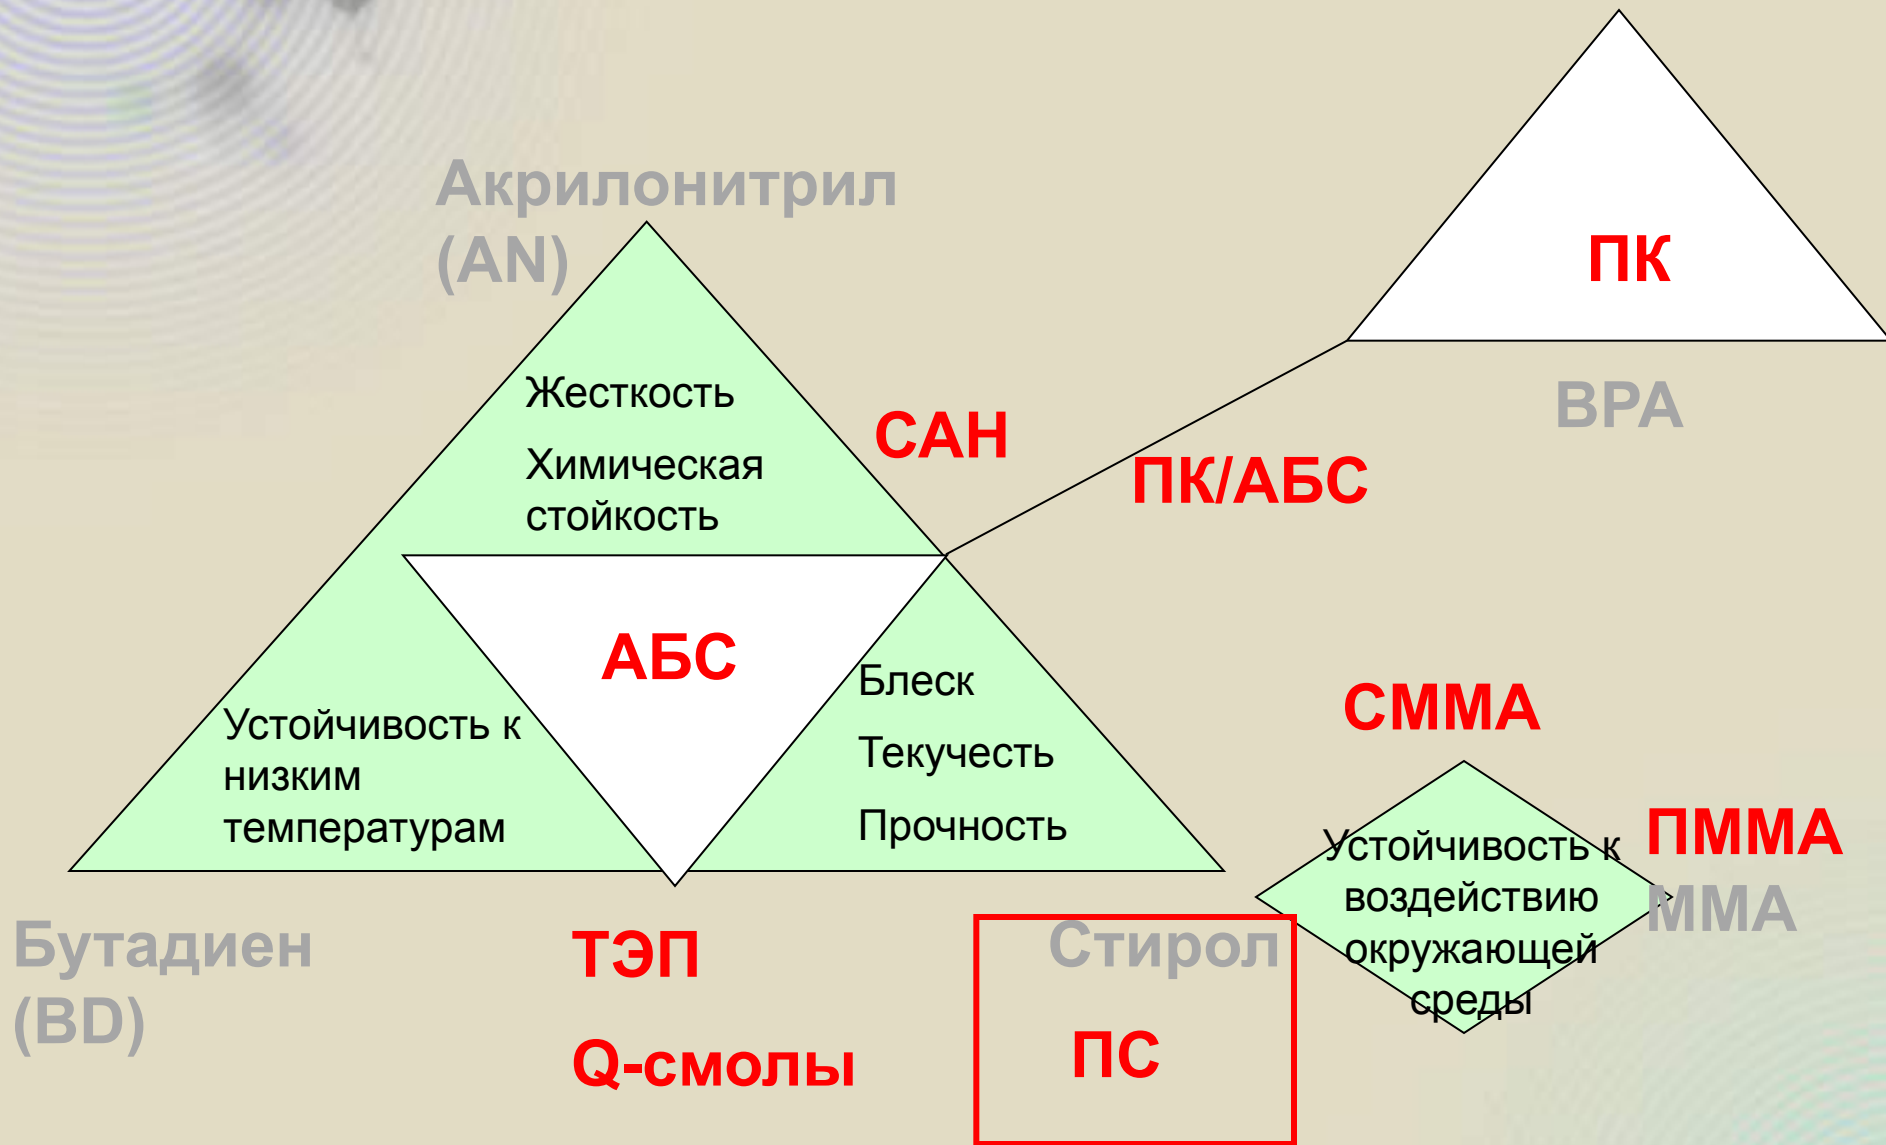 Акрилонитрил
(AN)
ПК
BPA
Жесткость
Химическая
стойкость
САН
ПК/АБС
АБС
Устойчивость к
низким
температурам
Блеск
Текучесть
Прочность
СММА
Устойчивость к
воздействию
окружающей
среды
ПММА
ММА
Бутадиен
(BD)
ТЭП
Q-смолы
Стирол
ПС